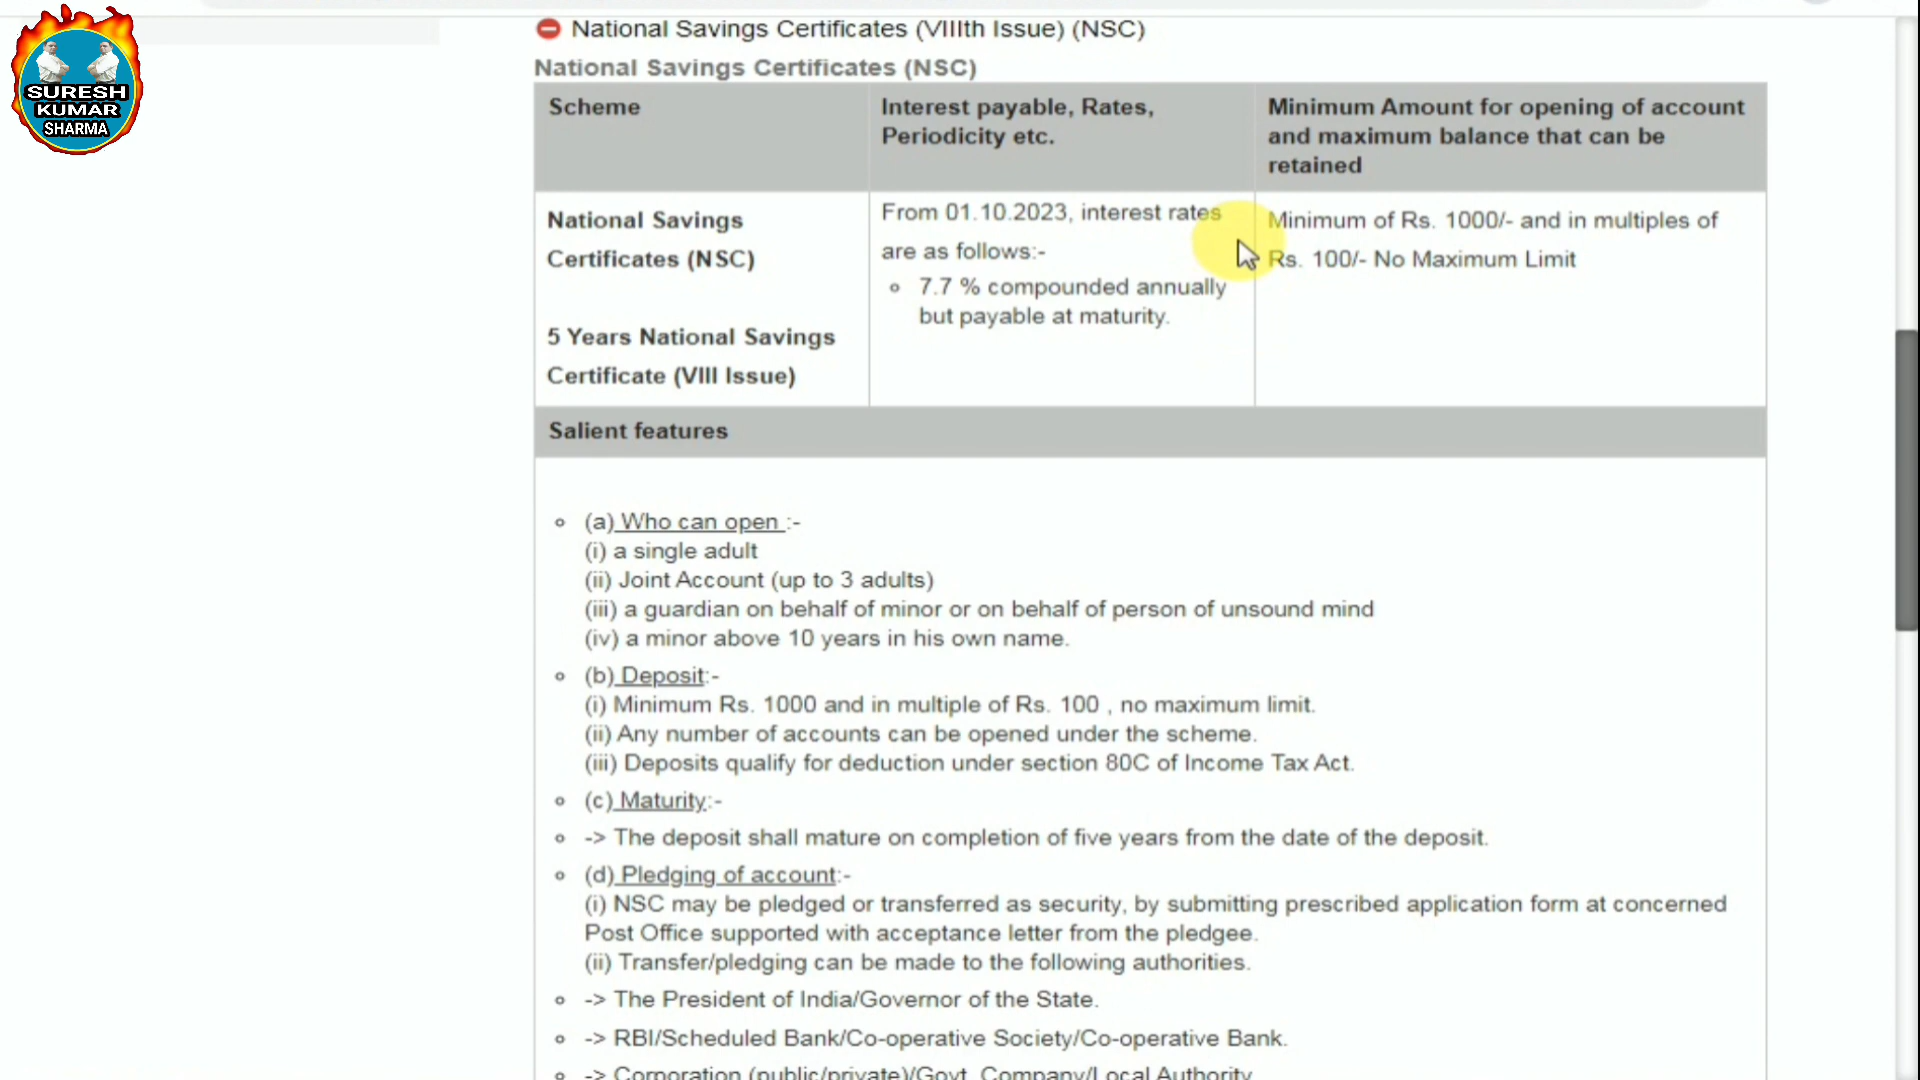 SURESH
KUMAR
SHARMA
National Savings Certificates (VIIIth Issue) (NSC)
National Savings Certificates (NSC)
Scheme
Interest payable, Rates,
Periodicity etc.
Minimum Amount for opening of account
and maximum balance that can be
retained
National Savings
Certificates (NSC)
5 Years National Savings
Certificate (VIII Issue)
From 01.10.2023, interest rates
are as follows:-
7.7 % compounded annually
but payable at maturity.
Minimum of Rs. 1000/- and in multiples of
Rs. 100/- No Maximum Limit
Salient features
(a) Who can open :-
(i) a single adult
(ii) Joint Account (up to 3 adults)
(iii) a guardian on behalf of minor or on behalf of person of unsound mind
(iv) a minor above 10 years in his own name.
(b) Deposit:-
(i) Minimum Rs. 1000 and in multiple of Rs. 100 , no maximum limit.
(ii) Any number of accounts can be opened under the scheme.
(iii) Deposits qualify for deduction under section 80C of Income Tax Act.
(c) Maturity:-
-> The deposit shall mature on completion of five years from the date of the deposit.
(d) Pledging of account:-
(i) NSC may be pledged or transferred as security, by submitting prescribed application form at concerned
Post Office supported with acceptance letter from the pledgee.
(ii) Transfer/pledging can be made to the following authorities.
-> The President of India/Governor of the State.
-> RBI/Scheduled Bank/Co-operative Society/Co-operative Bank.
-> Corporation (public/private)/Govt. Company/Local Authority.